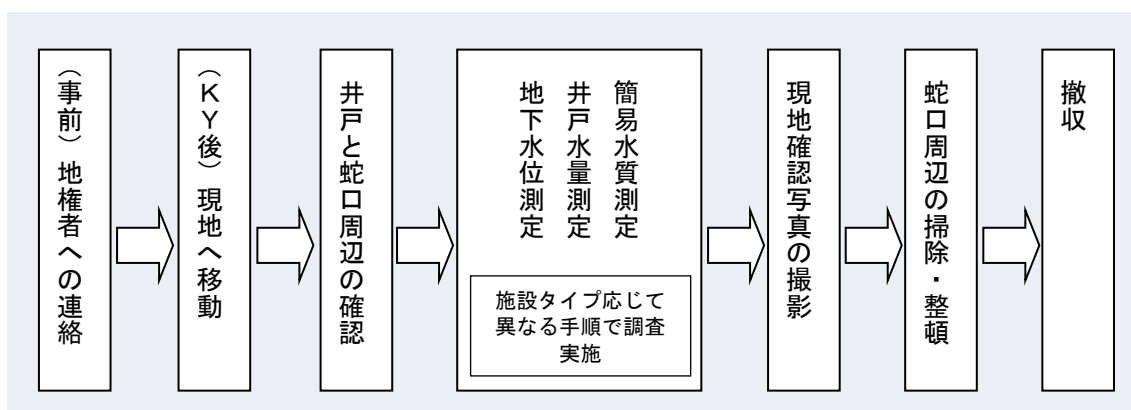 （事前）地権者への連絡
（ＫＹ後）現地へ移動
井戸と蛇口周辺の確認
簡易水質測定
井戸水量測定
地下水位測定
施設タイプ応じて
異なる手順で調査
実施
現地確認写真の撮影
蛇口周辺の掃除・整頓
撤収